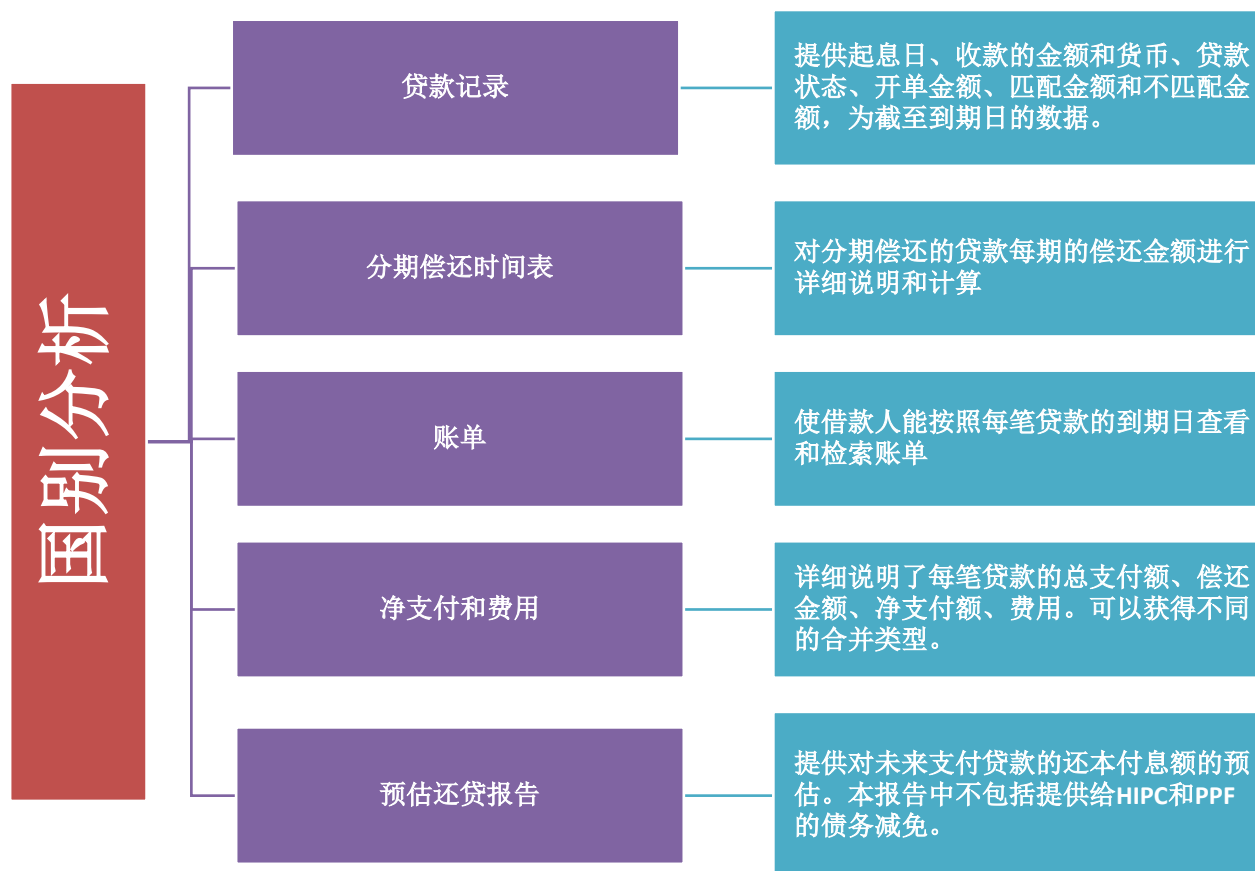 国别分析
贷款记录
提供起息日、收款的金额和货币、贷款
状态、开单金额、匹配金额和不匹配金
额，为截至到期日的数据。
分期偿还时间表
对分期偿还的贷款每期的偿还金额进行
详细说明和计算
账单
使借款人能按照每笔贷款的到期日查看
和检索账单
净支付和费用
详细说明了每笔贷款的总支付额、偿还
金额、净支付额、费用。可以获得不同
的合并类型。
预估还贷报告
提供对未来支付贷款的还本付息额的预
估。本报告中不包括提供给HIPC和PPF
的债务减免。